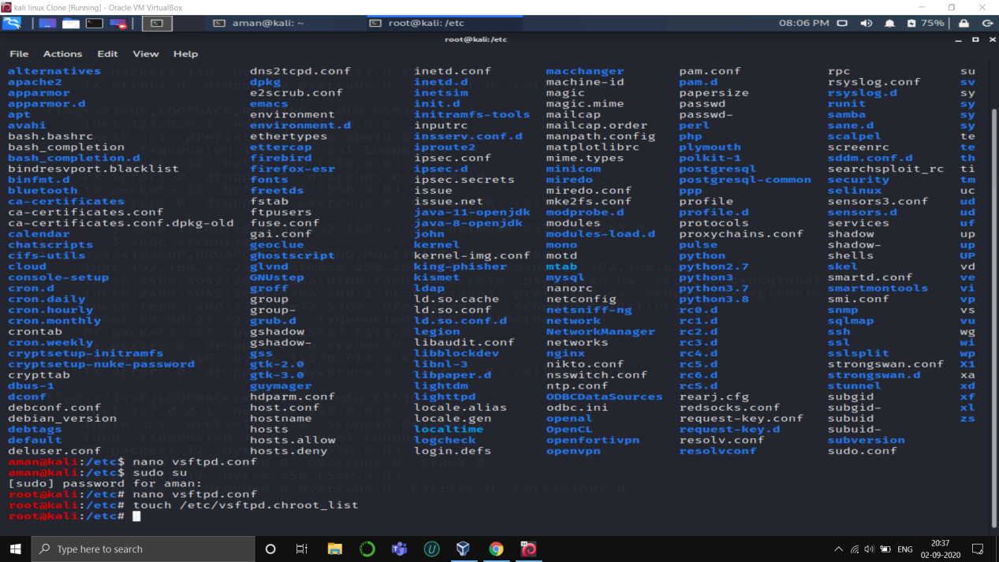 kali linux Clone [Running] - Oracle VM VirtualBox
aman@kali: ~ root@kali: /etc 08:06 PM 75%
root@kali: /etc
File Actions Edit View Help
alternatives dns2tcpd.conf inetd.conf macchanger pam.conf rpc su
apache2 dpkg inetd.d machine-id pam.d rsyslog.conf sv
apparmor e2scrub.conf inetsim magic papersize rsyslog.d sy
apparmor.d emacs init.d magic.mime passwd runit sy
apt environment initramfs-tools mailcap passwd- samba sy
avahi environment.d inputrc mailcap.order perl sane.d sy
bash.bashrc ethertypes insserv.conf.d manpath.config php scalpel te
bash_completion ettercap iproute2 matplotlibrc plymouth screenrc te
bash_completion.d firebird ipsec.conf mime.types polkit-1 sddm.conf.d th
bindresvport.blacklist firefox-esr ipsec.d minicom postgresql searchsploit_rc ti
binfmt.d fonts ipsec.secrets miredo postgresql-common security tm
bluetooth freetds issue miredo.conf ppp selinux uc
ca-certificates fstab issue.net mke2fs.conf profile sensors3.conf ud
ca-certificates.conf ftpusers java-11-openjdk modprobe.d profile.d sensors.d ud
ca-certificates.conf.dpkg-old fuse.conf java-8-openjdk modules protocols services uf
calendar gai.conf john modules-load.d proxychains.conf shadow up
chatscripts geoclue kernel mono pulse shadow- up
cifs-utils ghostscript kernel-img.conf motd python shells UP
cloud glvnd king-phisher mtab python2.7 skel vd
console-setup GNUstep kismet mysql python3 smartd.conf ve
cron.d groff ldap nanorc python3.7 smartmontools vi
cron.daily group ld.so.cache netconfig python3.8 smi.conf vp
cron.hourly group- ld.so.conf netsniff-ng rc0.d snmp vs
cron.monthly grub.d ld.so.conf.d network rc1.d sqlmap vu
crontab gshadow legion NetworkManager rc2.d ssh wg
cron.weekly gshadow- libaudit.conf networks rc3.d ssl wi
cryptsetup-initramfs gss libblockdev nginx rc4.d sslsplit wp
cryptsetup-nuke-password gtk-2.0 libnl-3 nikto.conf rc5.d strongswan.conf X1
crypttab gtk-3.0 libpaper.d nsswitch.conf rc6.d strongswan.d xa
dbus-1 guymager lightdm ntp.conf rcS.d stunnel xd
dconf hdparm.conf lighttpd ODBCDataSources rearj.cfg subgid xf
debconf.conf host.conf locale.alias odbc.ini redsocks.conf subgid- xl
debian_version hostname locale.gen openal request-key.conf subuid zs
debtags hosts localtime OpenCL request-key.d subuid-
default hosts.allow logcheck openfortivpn resolv.conf subversion
deluser.conf hosts.deny login.defs openvpn resolvconf sudo.conf
aman@kali:/etc$ nano vsftpd.conf
aman@kali:/etc$ sudo su
[sudo] password for aman:
root@kali:/etc# nano vsftpd.conf
root@kali:/etc# touch /etc/vsftpd.chroot_list
root@kali:/etc#
Type here to search ENG 20:37
02-09-2020